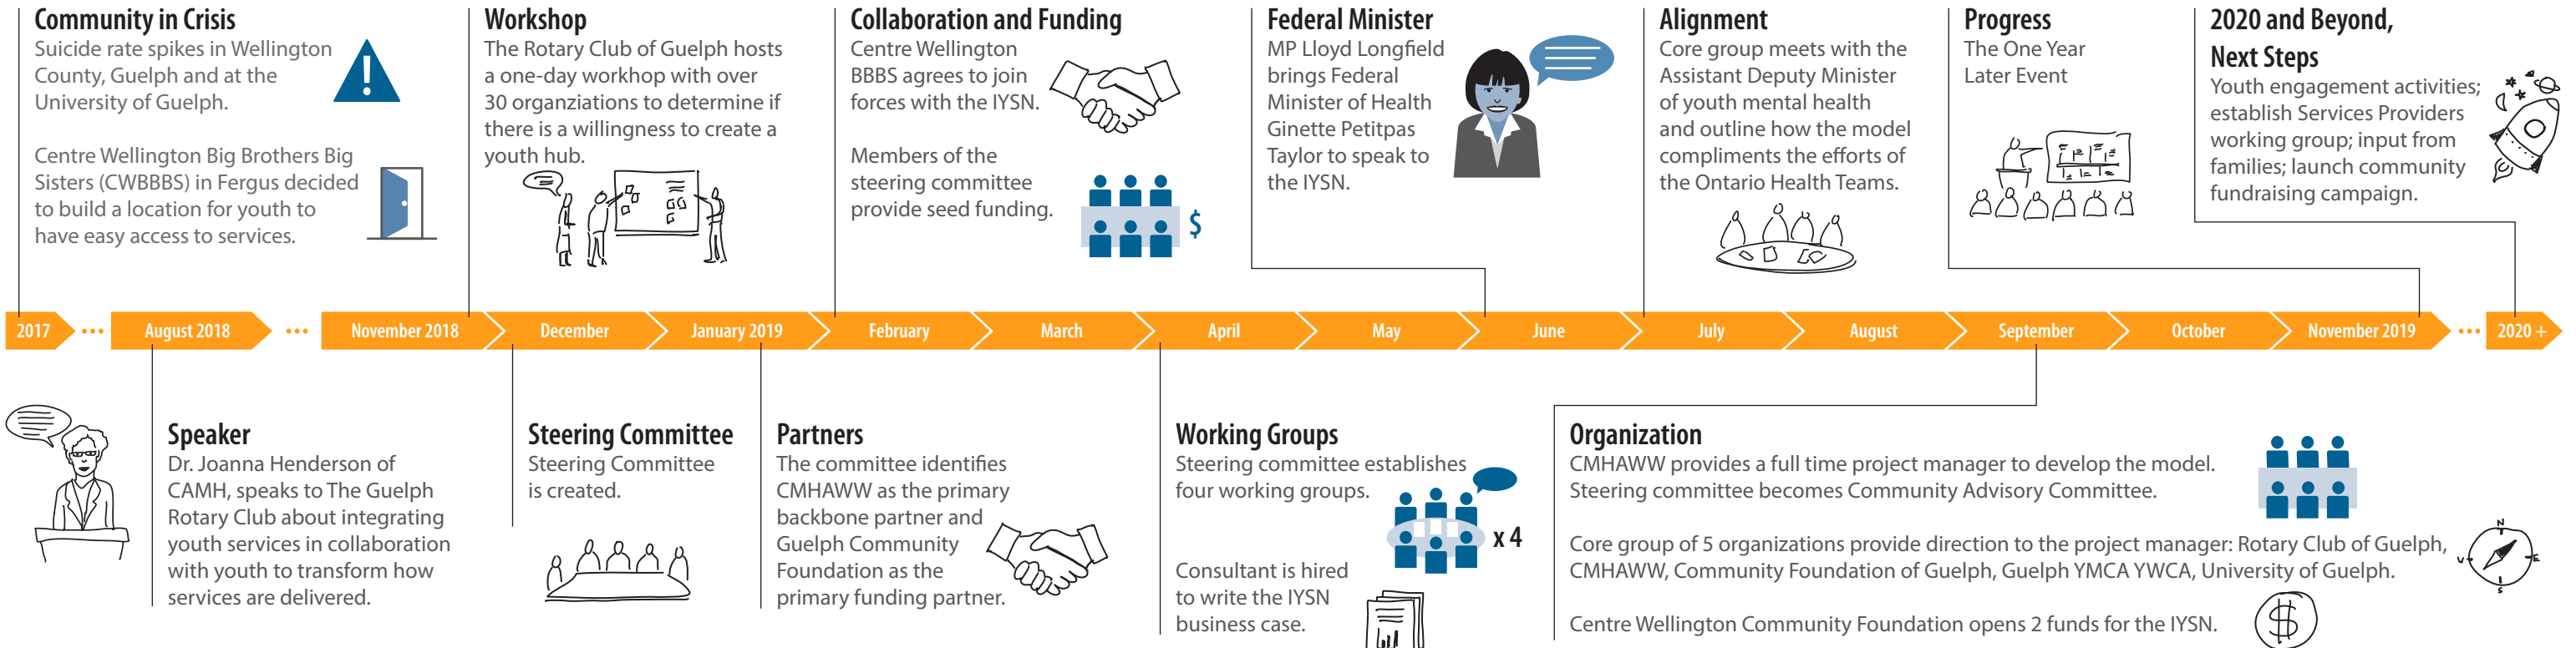 Community in Crisis
Suicide rate spikes in Wellington
County, Guelph and at the
University of Guelph.
Centre Wellington Big Brothers Big
Sisters (CWBBBS) in Fergus decided
to build a location for youth to
have easy access to services.
Workshop
The Rotary Club of Guelph hosts
a one-day workhop with over
30 organziations to determine if
there is a willingness to create a
youth hub.
Collaboration and Funding
Centre Wellington
BBBS agrees to join
forces with the IYSN.
Members of the
steering committee
provide seed funding.
$
Federal Minister
MP Lloyd Longfield
brings Federal
Minister of Health
Ginette Petitpas
Taylor to speak to
the IYSN.
Alignment
Core group meets with the
Assistant Deputy Minister
of youth mental health
and outline how the model
compliments the efforts of
the Ontario Health Teams.
Progress
The One Year
Later Event
2020 and Beyond,
Next Steps
Youth engagement activities;
establish Services Providers
working group; input from
families; launch community
fundraising campaign.
2017 ••• August 2018 ••• November 2018 December January 2019 February March April May June July August September October November 2019 ••• 2020 +
Speaker
Dr. Joanna Henderson of
CAMH, speaks to The Guelph
Rotary Club about integrating
youth services in collaboration
with youth to transform how
services are delivered.
Steering Committee
Steering Committee
is created.
Partners
The committee identifies
CMHAWW as the primary
backbone partner and
Guelph Community
Foundation as the
primary funding partner.
Working Groups
Steering committee establishes
four working groups.
x 4
Consultant is hired
to write the IYSN
business case.
Organization
CMHAWW provides a full time project manager to develop the model.
Steering committee becomes Community Advisory Committee.
Core group of 5 organizations provide direction to the project manager: Rotary Club of Guelph,
CMHAWW, Community Foundation of Guelph, Guelph YMCA YWCA, University of Guelph.
N
E
S
Centre Wellington Community Foundation opens 2 funds for the IYSN.
$